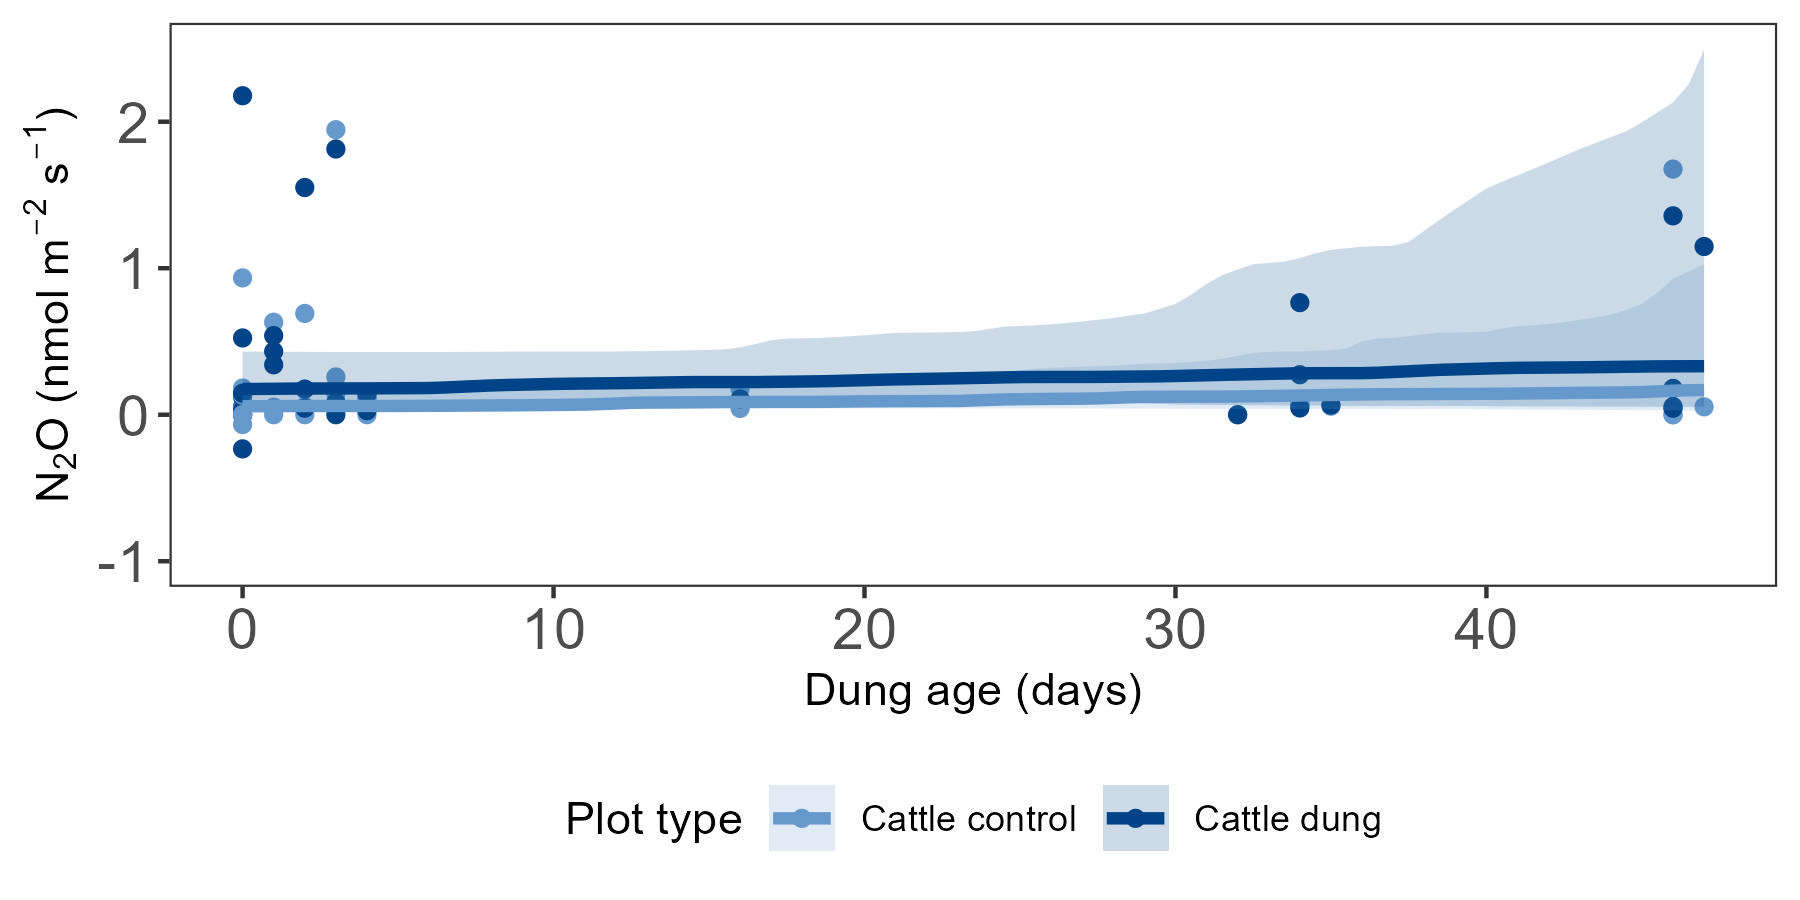 N₂O (nmol m⁻² s⁻¹)
2
1
0
-1
0 10 20 30 40
Dung age (days)
Plot type Cattle control Cattle dung